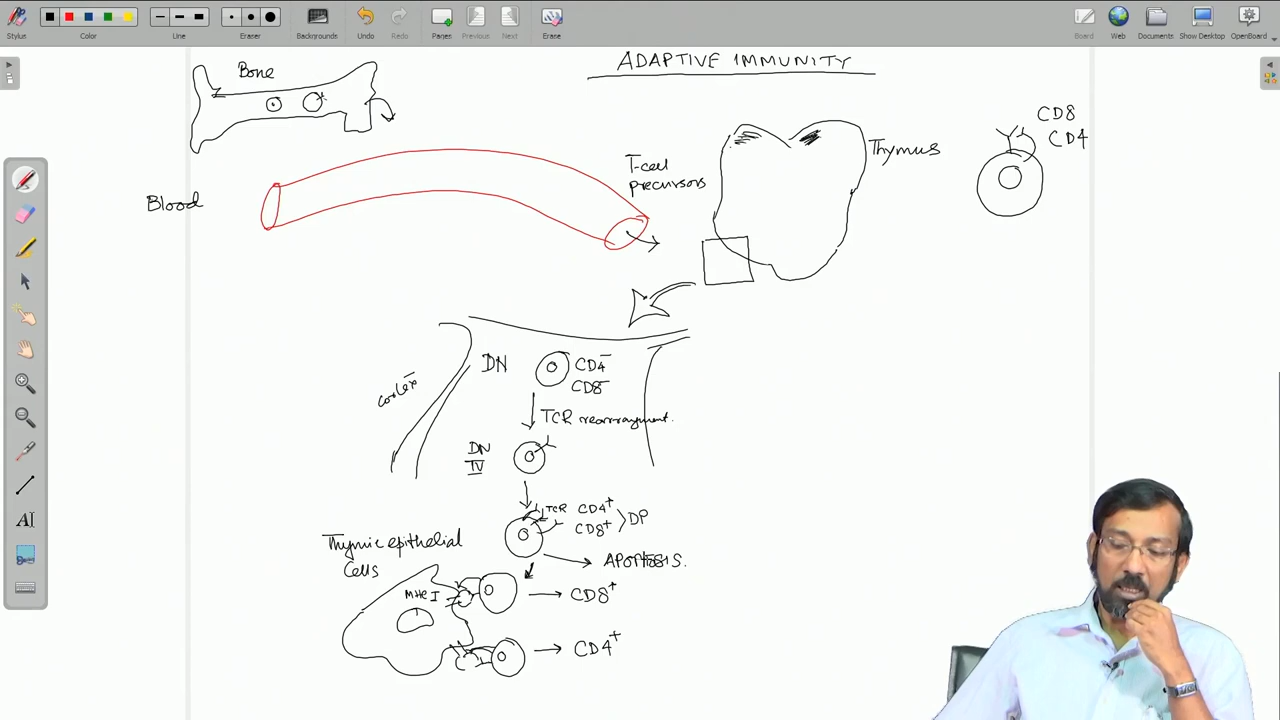 Stylus
Color
Line
Eraser
Backgrounds
Undo
Redo
Pages
Previous
Next
Erase
Board
Web
Documents
Show Desktop
OpenBoard
ADAPTIVE IMMUNITY
Bone
Blood
T-cell
precursors
Thymus
CD8
CD4
cortex
DN
CD4-
CD8-
TCR rearrangment.
DN
IV
TCR CD4+
CD8+ DP
APOPTOSIS.
Thymic epithelial
Cells
MHC I
CD8+
CD4+
AI